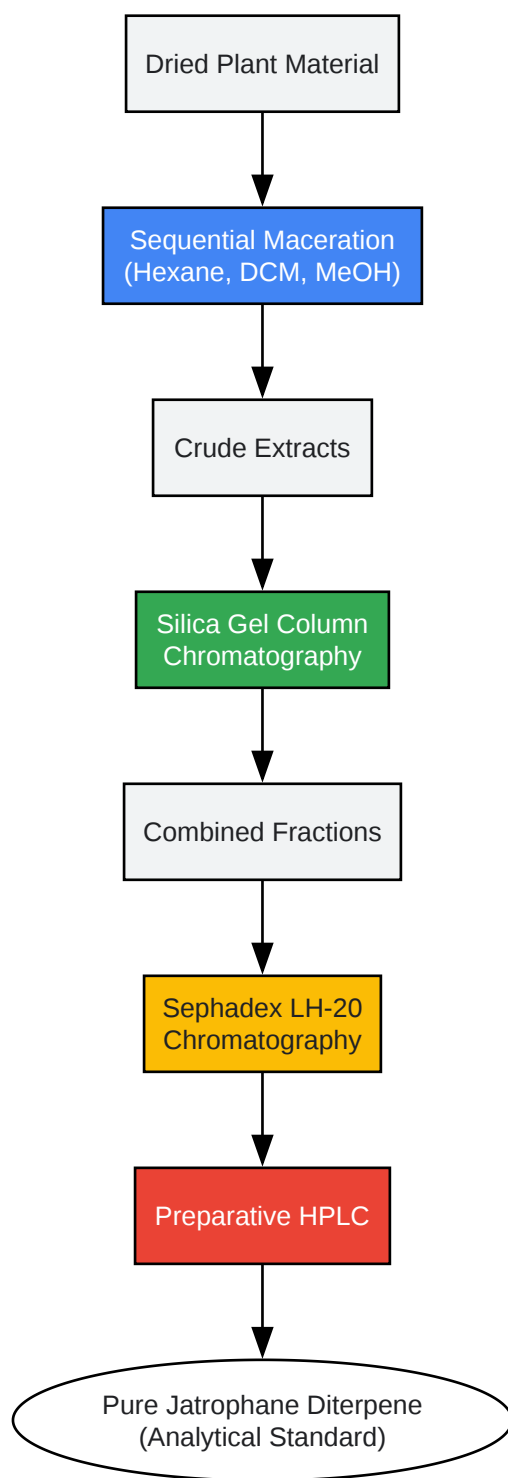 Dried Plant Material
Sequential Maceration
(Hexane, DCM, MeOH)
Crude Extracts
Silica Gel Column
Chromatography
Combined Fractions
Sephadex LH-20
Chromatography
Preparative HPLC
Pure Jatrophane Diterpene
(Analytical Standard)